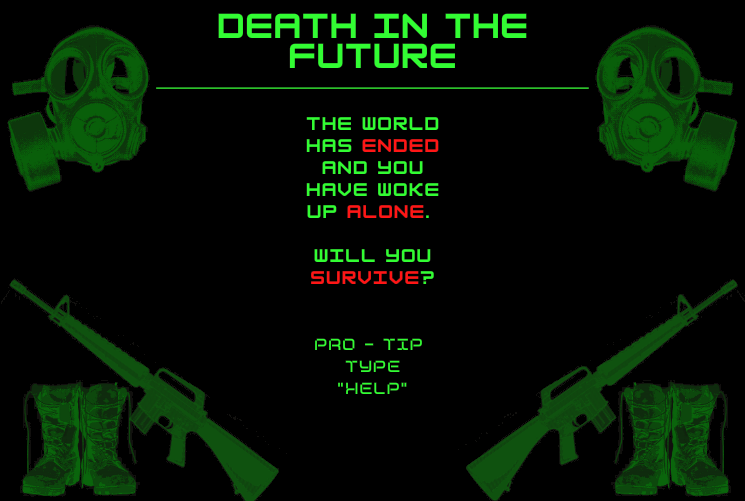 DEATH IN THE
FUTURE
THE WORLD
HAS ENDED
AND YOU
HAVE WOKE
UP ALONE.
WILL YOU
SURVIVE?
PRO - TIP
TYPE
"HELP"